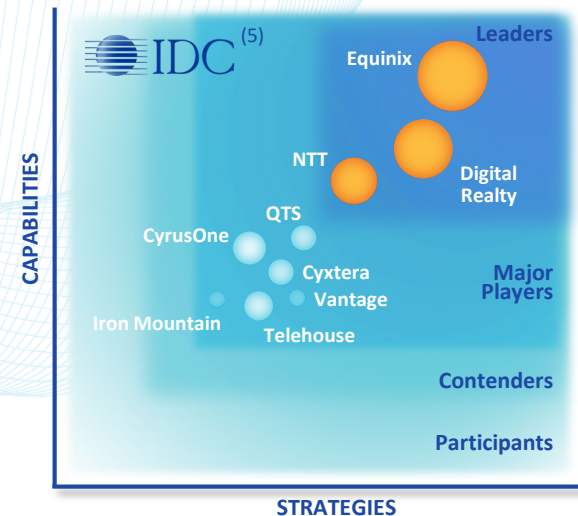 IDC (5)
Leaders
Equinix
NTT
Digital
Realty
QTS
CyrusOne
Cyxtera
Major
Players
Vantage
Iron Mountain
Telehouse
Contenders
Participants
CAPABILITIES
STRATEGIES